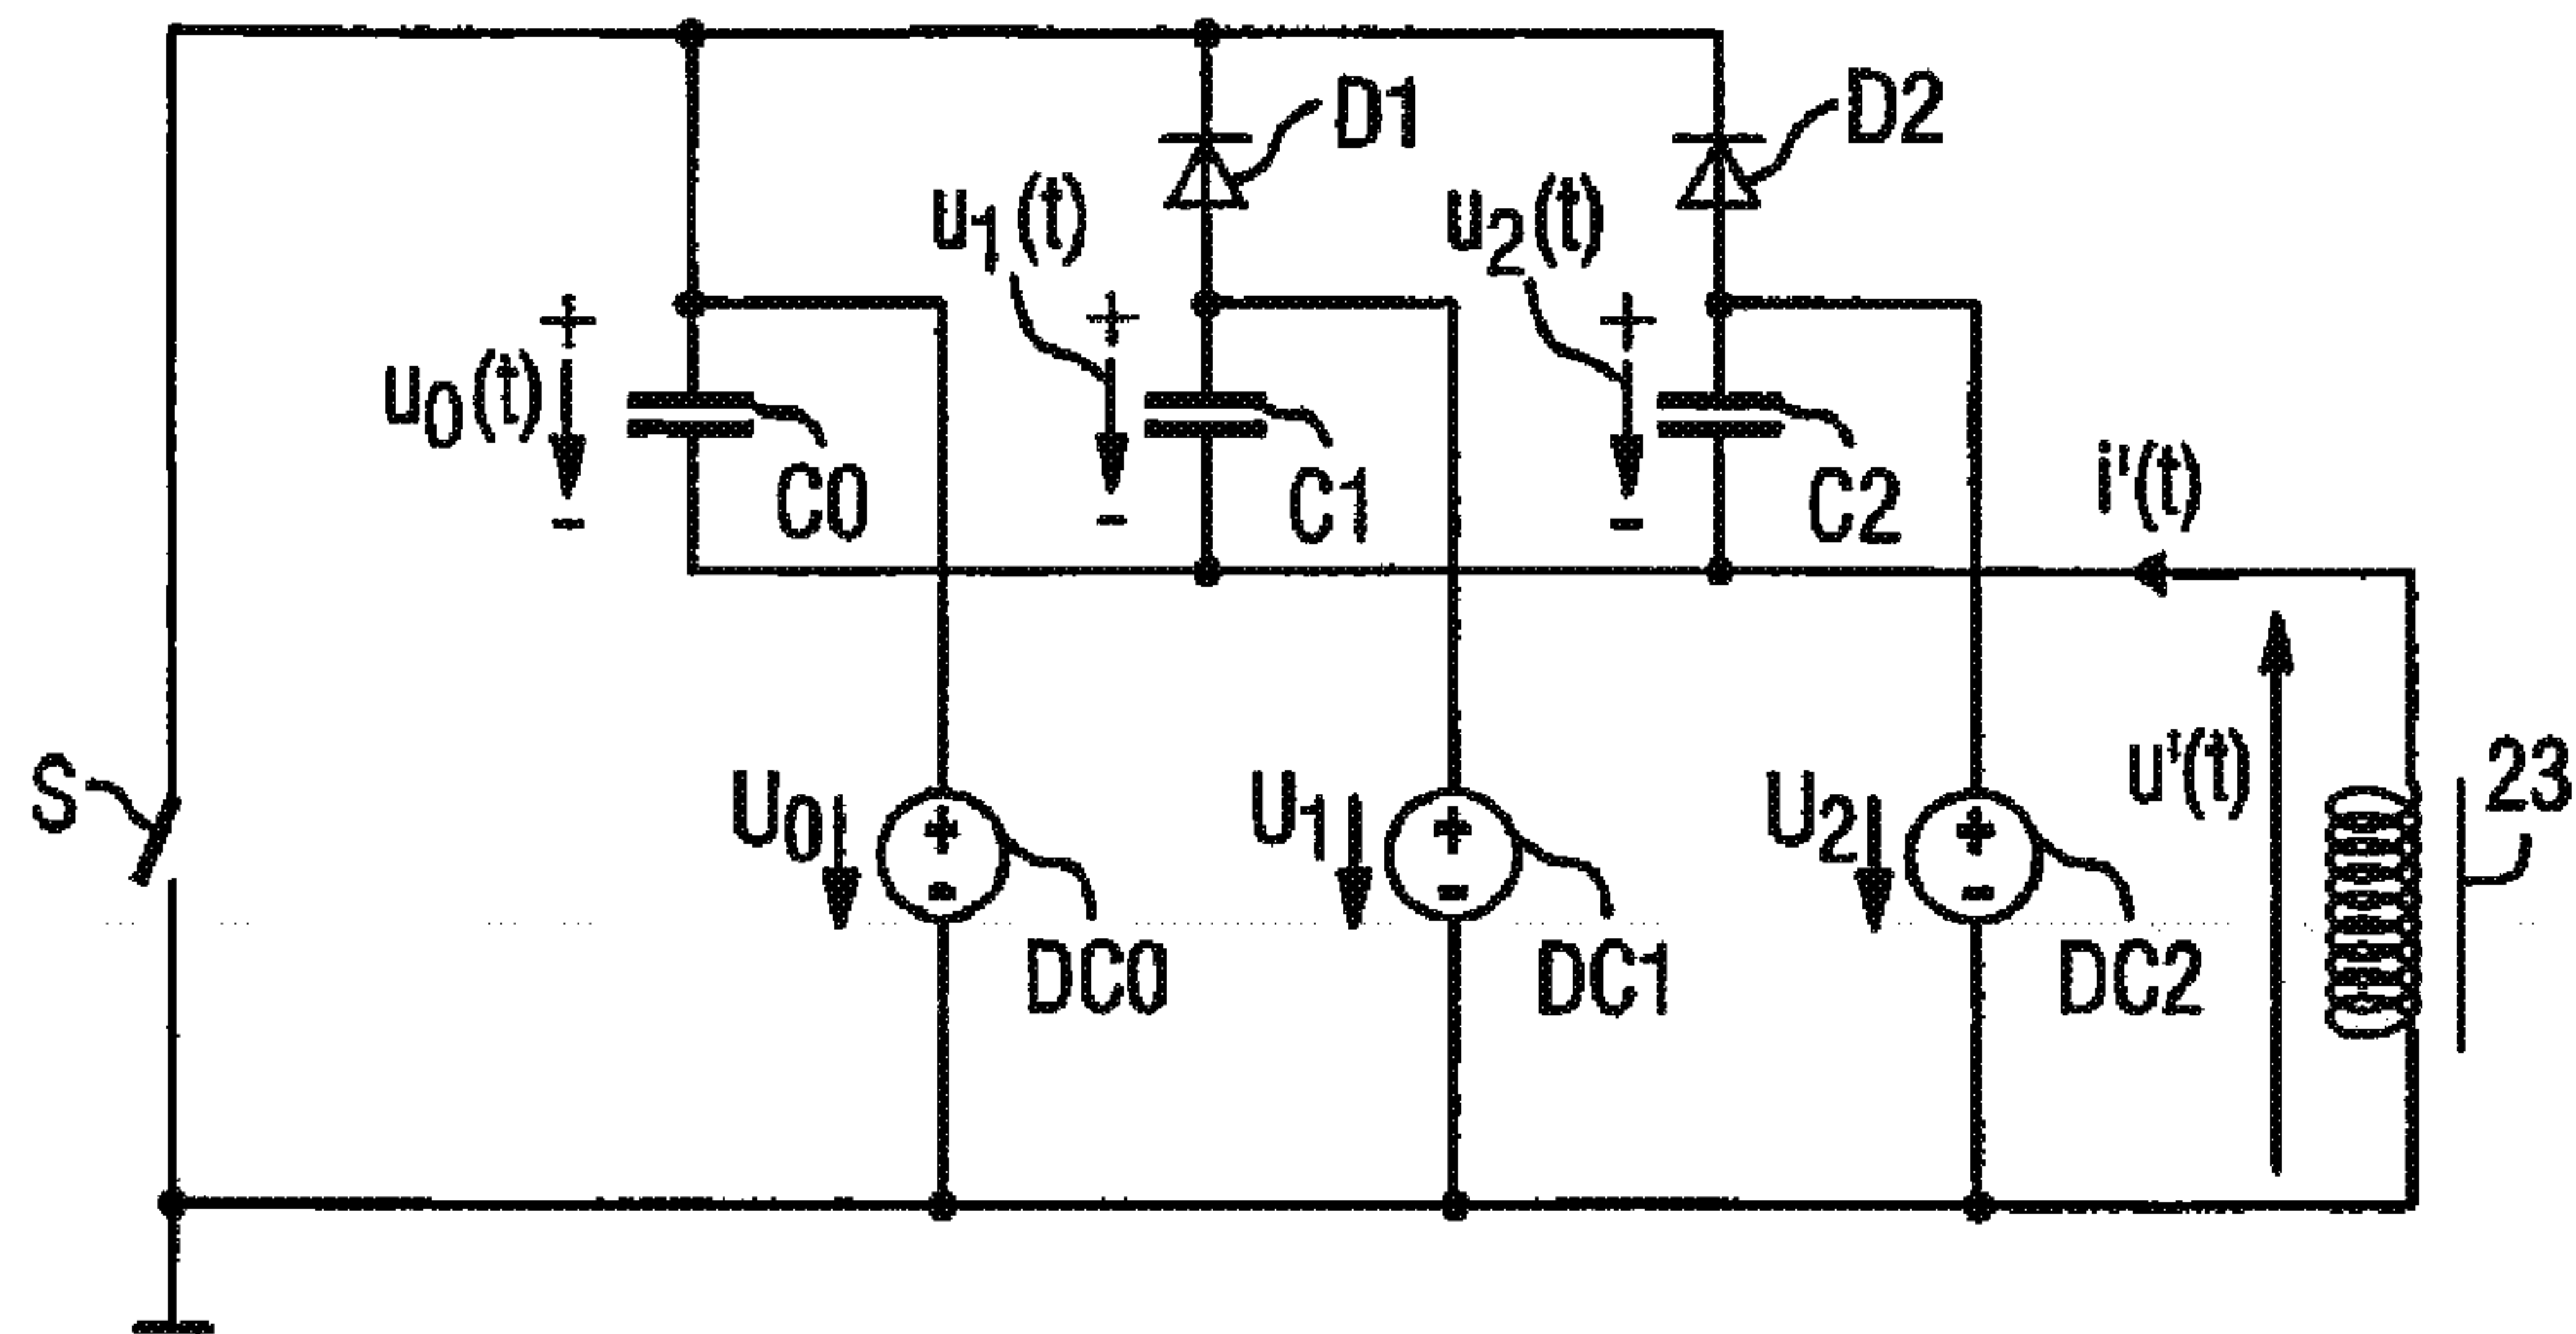 D1
D2
u1(t)
u2(t)
+
+
+
u0(t)
-
-
-
C0
C1
C2
i'(t)
S
U0
U1
U2
u'(t)
23
+
-
+
-
+
-
DC0
DC1
DC2